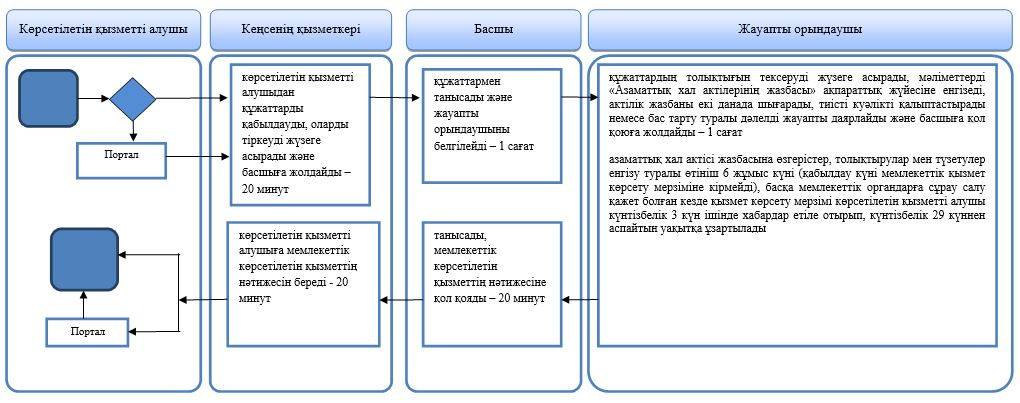 Көрсетілетін қызметті алушы
Кеңсенің қызметкері
Басшы
Жауапты орындаушы
Портал
көрсетілетін қызметті
алушыдан
құжаттарды
қабылдауды, оларды
тіркеуді жүзеге
асырады және
басшыға жолдайды –
20 минут
құжаттармен
танысады және
жауапты
орындаушыны
белгілейді – 1 сағат
құжаттардың толықтығын тексеруді жүзеге асырады, мәліметтерді
«Азаматтық хал актілерінің жазбасы» ақпараттық жүйесіне енгізеді,
актілік жазбаны екі данада шығарады, тиісті куәлікті қалыптастырады
немесе бас тарту туралы дәлелді жауапты даярлайды және басшыға қол
қоюға жолдайды – 1 сағат
азаматтық хал актісі жазбасына өзгерістер, толықтырулар мен түзетулер
енгізу туралы өтініш 6 жұмыс күні (қабылдау күні мемлекеттік қызмет
көрсету мерзіміне кірмейді), басқа мемлекеттік органдарға сұрау салу
қажет болған кезде қызмет көрсету мерзімі көрсетілетін қызметті алушы
күнтізбелік 3 күн ішінде хабардар етіле отырып, күнтізбелік 29 күннен
аспайтын уақытқа ұзартылады
Портал
көрсетілетін қызметті
алушыға мемлекеттік
көрсетілетін қызметтің
нәтижесін береді - 20
минут
танысады,
мемлекеттік
көрсетілетін
қызметтің нәтижесіне
қол қояды – 20 минут